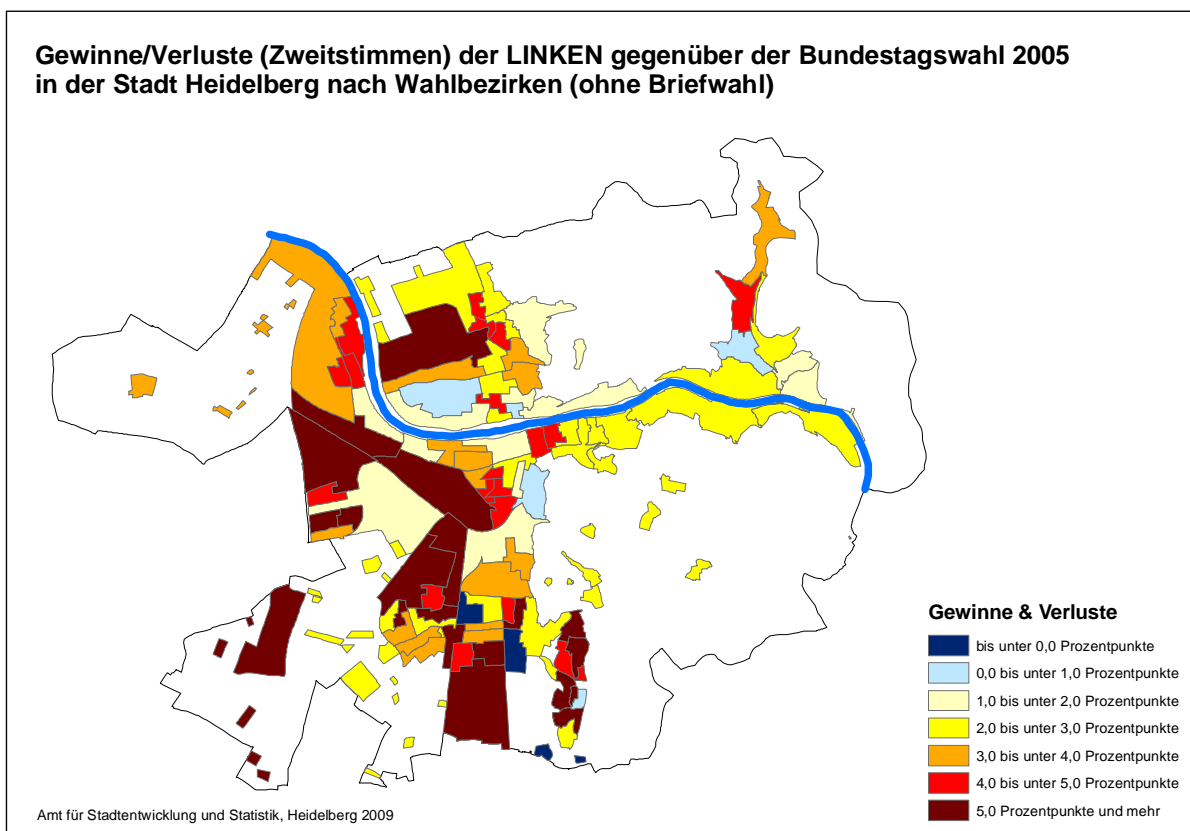 Gewinne/Verluste (Zweitstimmen) der LINKEN gegenüber der Bundestagswahl 2005
in der Stadt Heidelberg nach Wahlbezirken (ohne Briefwahl)
Gewinne & Verluste
bis unter 0,0 Prozentpunkte
0,0 bis unter 1,0 Prozentpunkte
1,0 bis unter 2,0 Prozentpunkte
2,0 bis unter 3,0 Prozentpunkte
3,0 bis unter 4,0 Prozentpunkte
4,0 bis unter 5,0 Prozentpunkte
5,0 Prozentpunkte und mehr
Amt für Stadtentwicklung und Statistik, Heidelberg 2009